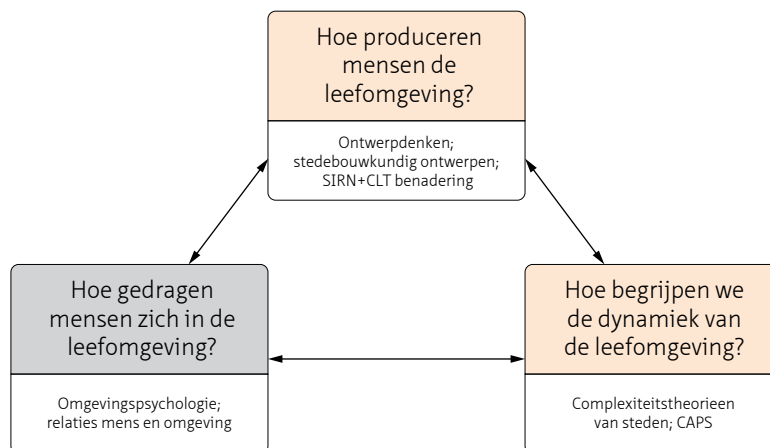 Hoe produceren
mensen de
leefomgeving?
Ontwerpdenken;
stedebouwkundig ontwerpen;
SIRN+CLT benadering
Hoe gedragen
mensen zich in de
leefomgeving?
Omgevingspsychologie;
relaties mens en omgeving
Hoe begrijpen we
de dynamiek van
de leefomgeving?
Complexiteitstheorieen
van steden; CAPS